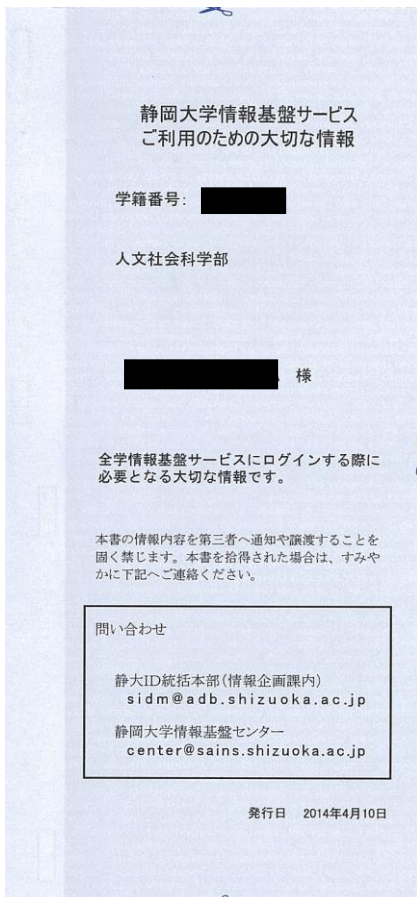 静岡大学情報基盤サービス
ご利用のための大切な情報
学籍番号:
人文社会科学部
様
全学情報基盤サービスにログインする際に
必要となる大切な情報です。
本書の情報内容を第三者へ通知や譲渡することを
固く禁じます。本書を拾得された場合は、すみや
かに下記へご連絡ください。
問い合わせ
静大ID統括本部(情報企画課内)
sidm@adb.shizuoka.ac.jp
静岡大学情報基盤センター
center@sains.shizuoka.ac.jp
発行日 2014年4月10日